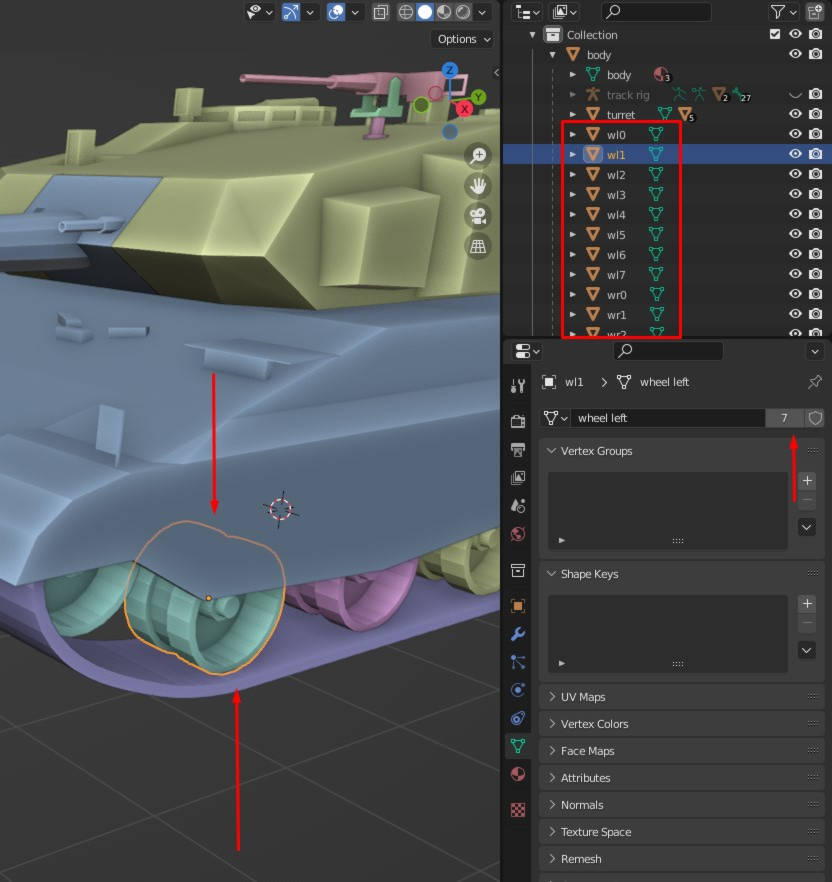 Options
Z
Y
X
Collection
body
body
3
track rig
2
27
turret
5
wl0
wl1
wl2
wl3
wl4
wl5
wl6
wl7
wr0
wr1
wr2
wl1
wheel left
wheel left
7
Vertex Groups
Shape Keys
UV Maps
Vertex Colors
Face Maps
Attributes
Normals
Texture Space
Remesh